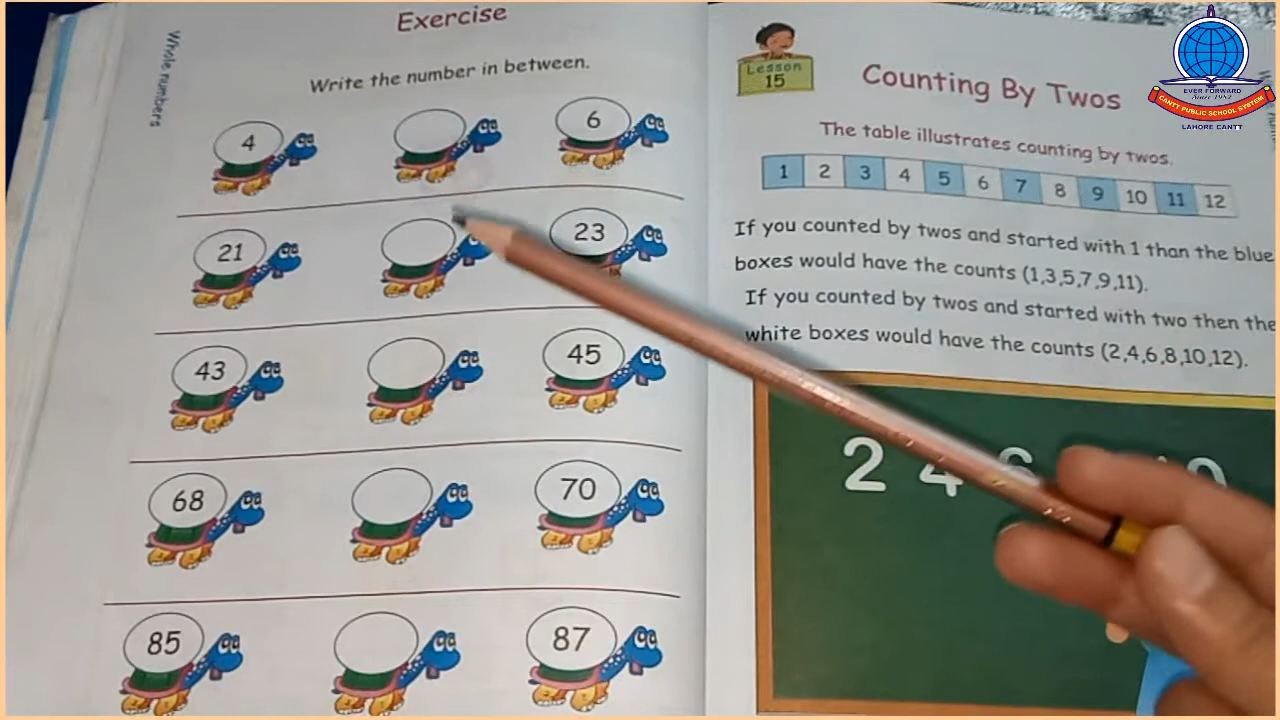 Whole numbers
Exercise
Write the number in between.
4 6
21 23
43 45
68 70
85 87
Lesson
15
Counting By Twos
The table illustrates counting by twos.
1 2 3 4 5 6 7 8 9 10 11 12
If you counted by twos and started with 1 than the blue
boxes would have the counts (1,3,5,7,9,11).
If you counted by twos and started with two then the
white boxes would have the counts (2,4,6,8,10,12).
2 4 6
EVER FORWARD
Since 1982
CANTT PUBLIC SCHOOL SYSTEM
LAHORE CANTT